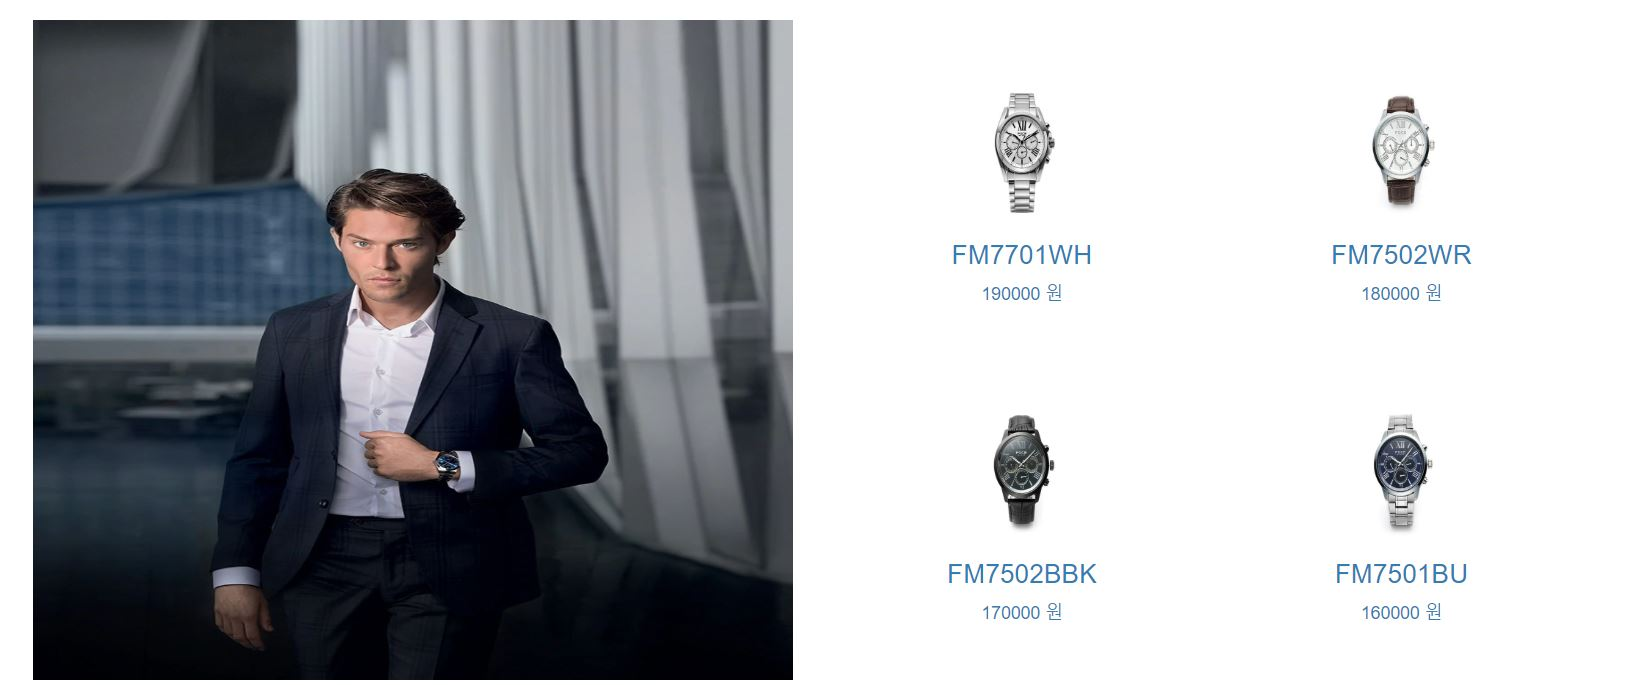 FM7701WH
190000 원
FM7502WR
180000 원
FM7502BBK
170000 원
FM7501BU
160000 원